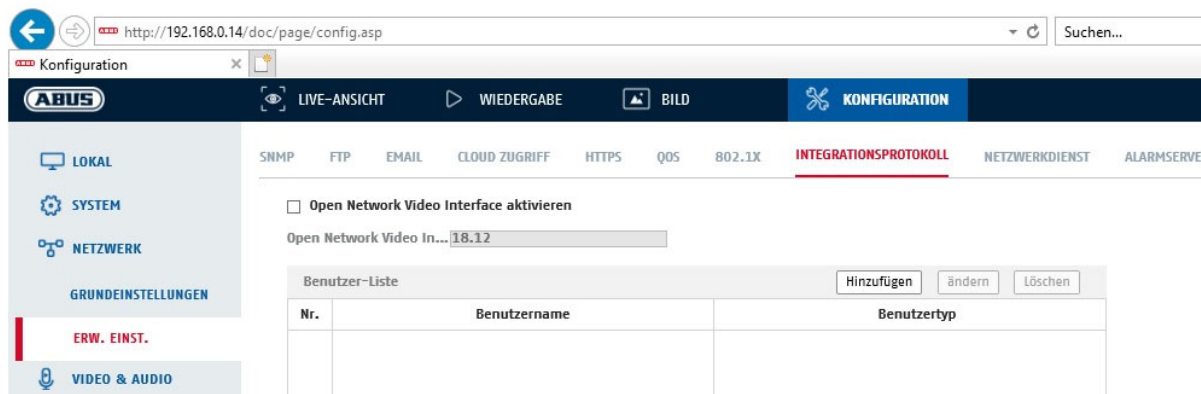 http://192.168.0.14/doc/page/config.asp Suchen...
Konfiguration
ABUS LIVE-ANSICHT WIEDERGABE BILD KONFIGURATION
LOKAL
SYSTEM
NETZWERK
GRUNDEINSTELLUNGEN
ERW. EINST.
VIDEO & AUDIO
SNMP FTP EMAIL CLOUD ZUGRIFF HTTPS QOS 802.1X INTEGRATIONSPROTOKOLL NETZWERKDIENST ALARMSERVE
Open Network Video Interface aktivieren
Open Network Video In... 18.12
Benutzer-Liste Hinzufügen ändern Löschen
Nr. Benutzername Benutzertyp